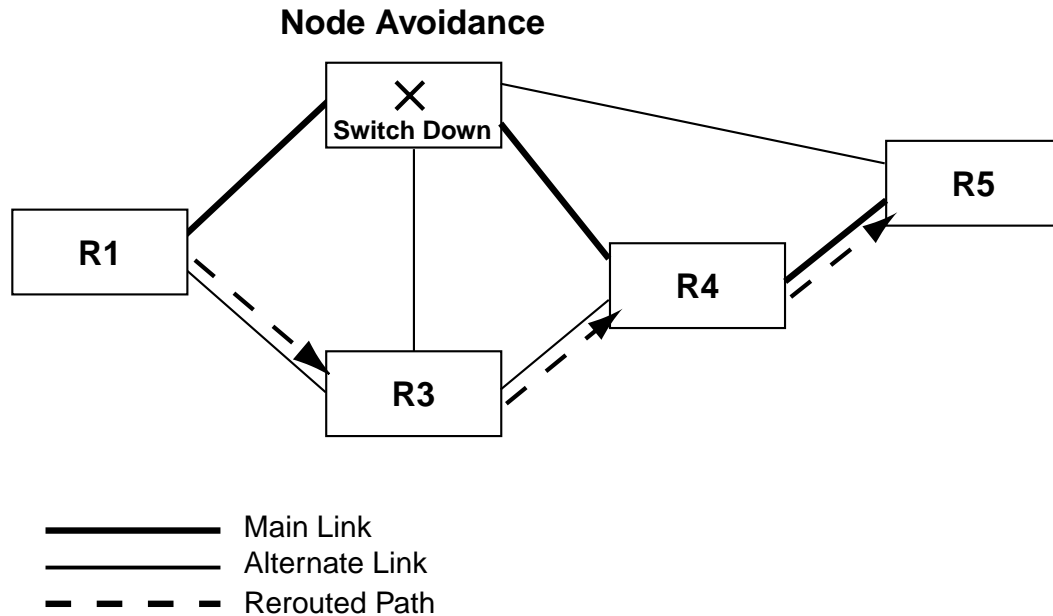 Node Avoidance
Switch Down
R5
R1
R4
R3
Main Link
Alternate Link
Rerouted Path